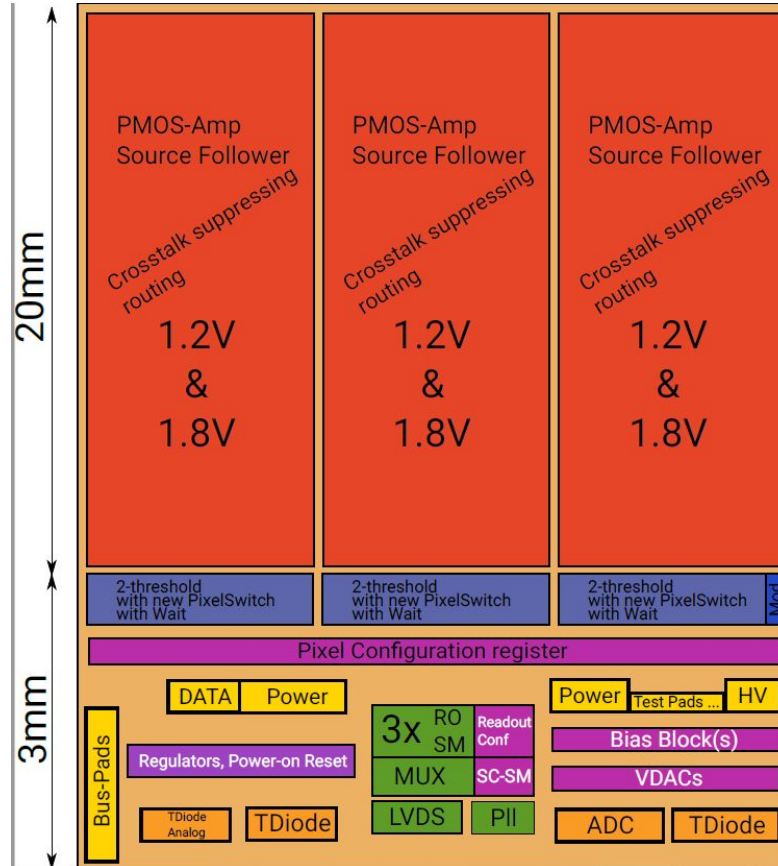 20mm
PMOS-Amp
Source Follower
Crosstalk suppressing
routing
1.2V
&
1.8V
PMOS-Amp
Source Follower
Crosstalk suppressing
routing
1.2V
&
1.8V
PMOS-Amp
Source Follower
Crosstalk suppressing
routing
1.2V
&
1.8V
3mm
2-threshold
with new PixelSwitch
with Wait
2-threshold
with new PixelSwitch
with Wait
2-threshold
with new PixelSwitch
with Wait
Mod
Pixel Configuration register
DATA Power
Power Test Pads ... HV
Bus-Pads
Regulators, Power-on Reset
3x RO
SM
Readout
Conf
MUX SC-SM
LVDS Pll
Bias Block(s)
VDACs
TDiode
Analog
TDiode
ADC TDiode